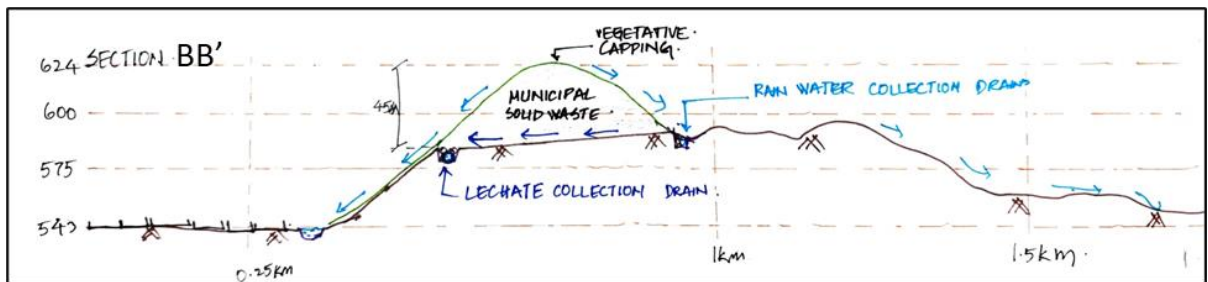 SECTION BB'
VEGETATIVE
CAPPING.
624
600
575
543
45M
MUNICIPAL
SOLID WASTE
RAIN WATER COLLECTION DRAINS
LECHATE COLLECTION DRAIN.
0.25KM
1KM
1.5KM.